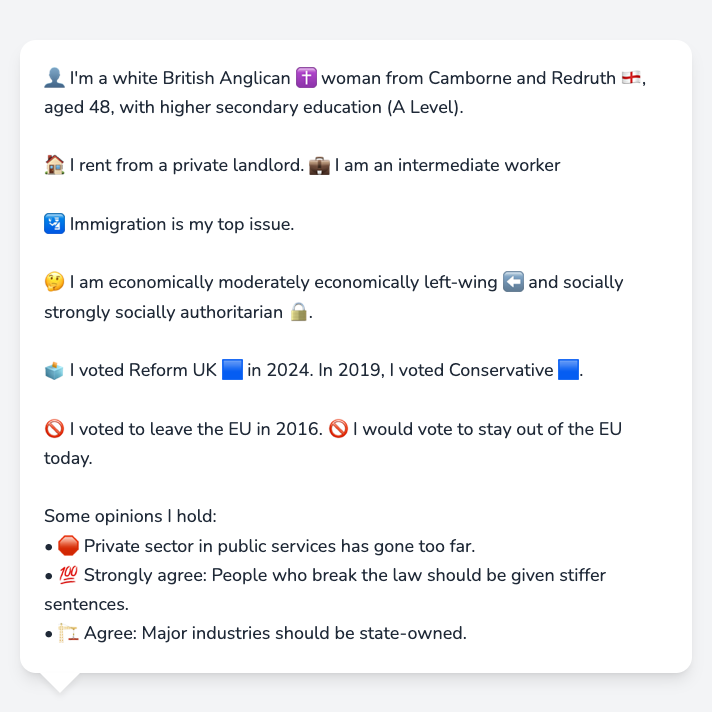 👤 I'm a white British Anglican ✝️ woman from Camborne and Redruth 🏴󠁧󠁢󠁥󠁮󠁧󠁿,
aged 48, with higher secondary education (A Level).
🏠 I rent from a private landlord. 💼 I am an intermediate worker
🛂 Immigration is my top issue.
🤔 I am economically moderately economically left-wing ⬅️ and socially
strongly socially authoritarian 🔒.
🗳️ I voted Reform UK 🟦 in 2024. In 2019, I voted Conservative 🟦.
🚫 I voted to leave the EU in 2016. 🚫 I would vote to stay out of the EU
today.
Some opinions I hold:
• 🛑 Private sector in public services has gone too far.
• 💯 Strongly agree: People who break the law should be given stiffer
sentences.
• 🏗️ Agree: Major industries should be state-owned.